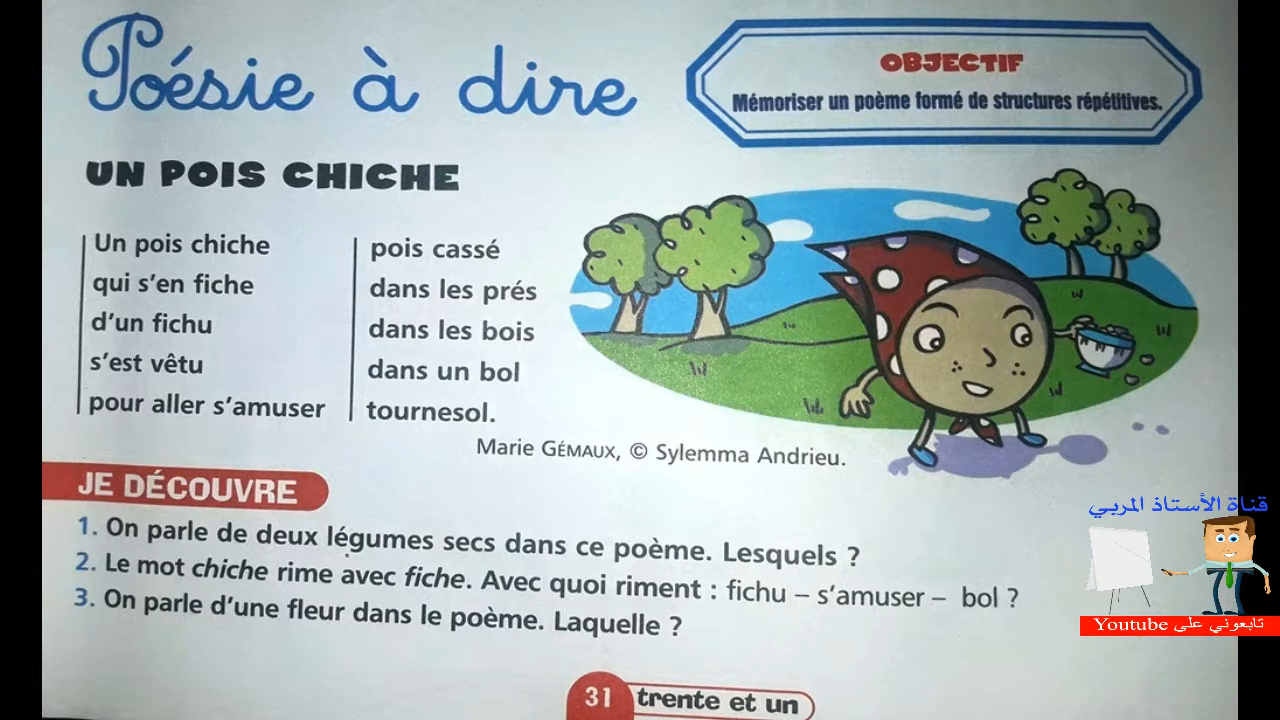 Poésie à dire
OBJECTIF
Mémoriser un poème formé de structures répétitives.
UN POIS CHICHE
Un pois chiche
qui s'en fiche
d'un fichu
s'est vêtu
pour aller s'amuser
pois cassé
dans les prés
dans les bois
dans un bol
tournesol.
Marie GÉMAUX, © Sylemma Andrieu.
JE DÉCOUVRE
1. On parle de deux légumes secs dans ce poème. Lesquels ?
2. Le mot chiche rime avec fiche. Avec quoi riment : fichu – s'amuser – bol ?
3. On parle d'une fleur dans le poème. Laquelle ?
31 trente et un
قناة الأستاذ المربي
تابعوني على Youtube